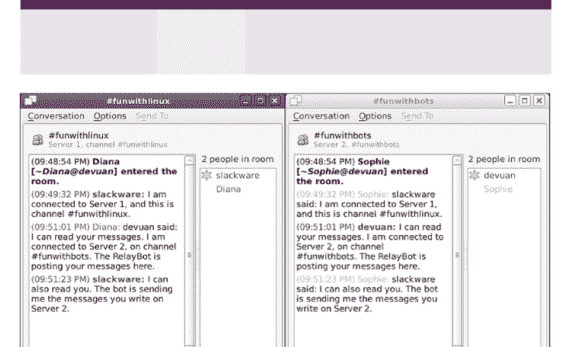 #funwithlinux
Conversation Options Send To
#funwithlinux
Server 1, channel #funwithlinux
(09:48:54 PM) Diana
[~Diana@devuan] entered the
room.
(09:49:32 PM) slackware: I am
connected to Server 1, and this is
channel #funwithlinux.
(09:51:01 PM) Diana: devuan said:
I can read your messages. I am
connected to Server 2, on channel
#funwithbots. The RelayBot is
posting your messages here.
(09:51:23 PM) slackware: I can
also read you. The bot is sending
me the messages you write on
Server 2.
2 people in room
slackware
Diana
#funwithbots
Conversation Options Send To
#funwithbots
Server 2, #funwithbots
(09:48:54 PM) Sophie
[~Sophie@devuan] entered the
room.
(09:49:32 PM) Sophie: slackware
said: I am connected to Server 1,
and this is channel #funwithlinux.
(09:51:01 PM) devuan: I can read
your messages. I am connected to
Server 2, on channel
#funwithbots. The RelayBot is
posting your messages here.
(09:51:23 PM) Sophie: slackware
said: I can also read you. The bot
is sending me the messages you
write on Server 2.
2 people in room
devuan
Sophie